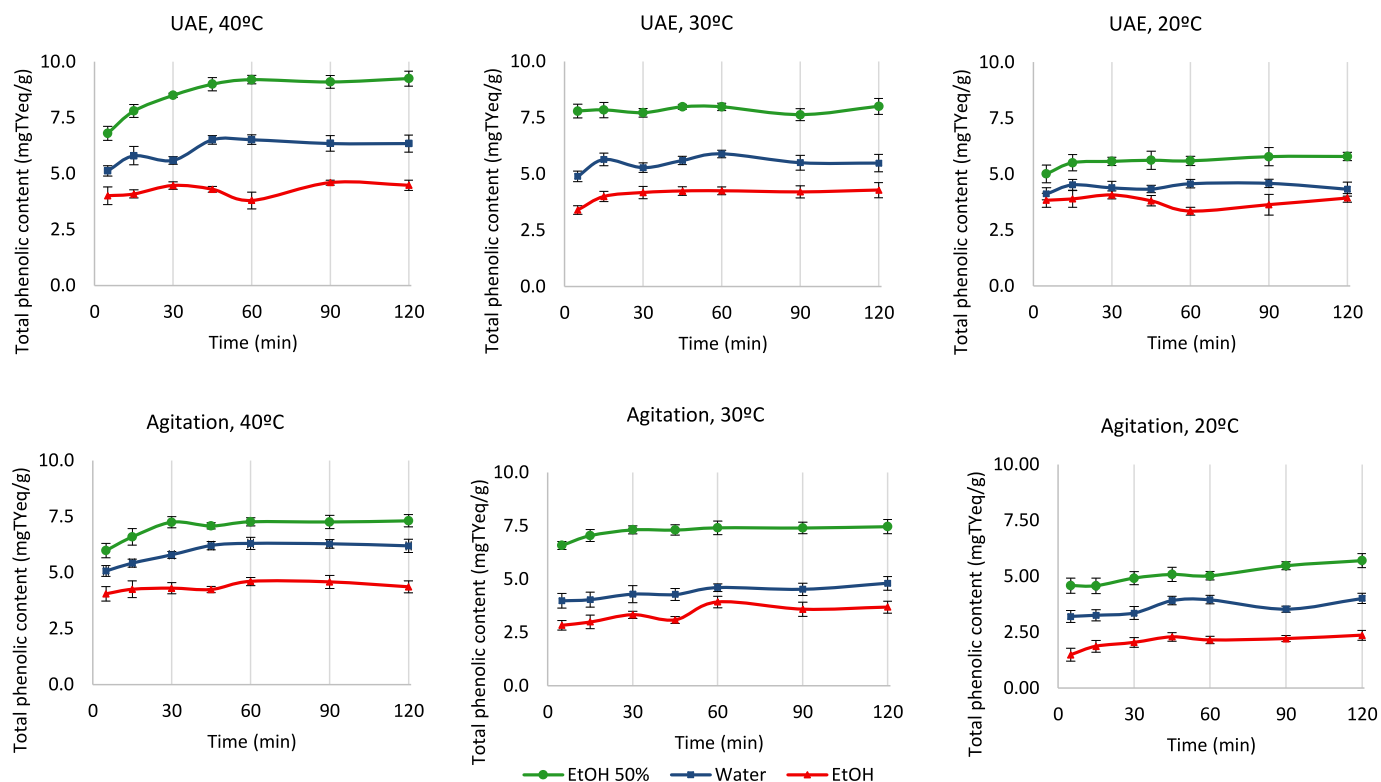 UAE, 40ºC
Total phenolic content (mgTYeq/g)
10.0
7.5
5.0
2.5
0.0
0 30 60 90 120
Time (min)
UAE, 30ºC
Total phenolic content (mgTYeq/g)
10.0
7.5
5.0
2.5
0.0
0 30 60 90 120
Time (min)
UAE, 20ºC
Total phenolic content (mgTYeq/g)
10.0
7.5
5.0
2.5
0.0
0 30 60 90 120
Time (min)
Agitation, 40ºC
Total phenolic content (mgTYeq/g)
10.0
7.5
5.0
2.5
0.0
0 30 60 90 120
Time (min)
Agitation, 30ºC
Total phenolic content (mgTYeq/g)
10.0
7.5
5.0
2.5
0.0
0 30 60 90 120
Time (min)
Agitation, 20ºC
Total phenolic content (mgTYeq/g)
10.00
7.50
5.00
2.50
0.00
0 30 60 90 120
Time (min)
EtOH 50% Water EtOH